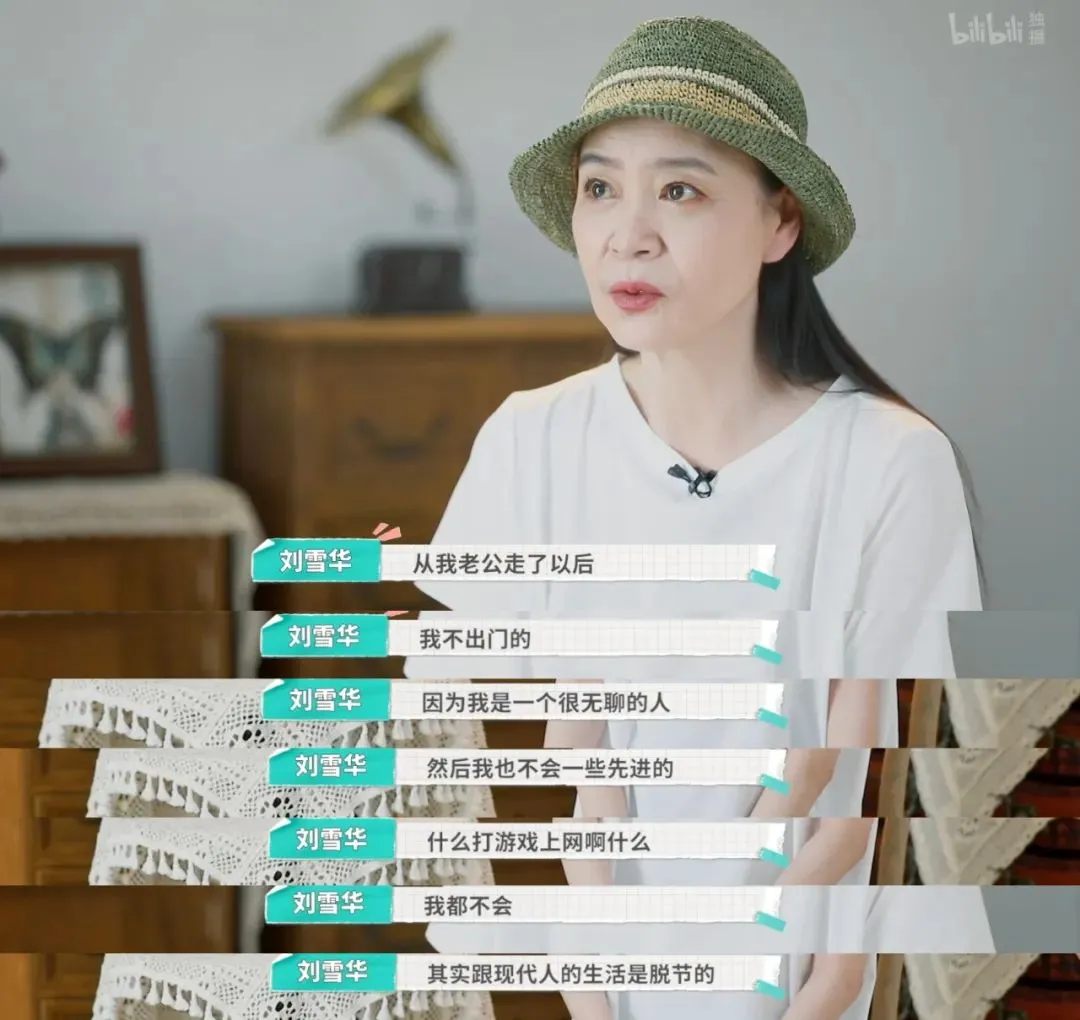 bilibili 独播
刘雪华 从我老公走了以后
刘雪华 我不出门的
刘雪华 因为我是一个很无聊的人
刘雪华 然后我也不会一些先进的
刘雪华 什么打游戏上网啊什么
刘雪华 我都不会
刘雪华 其实跟现代人的生活是脱节的